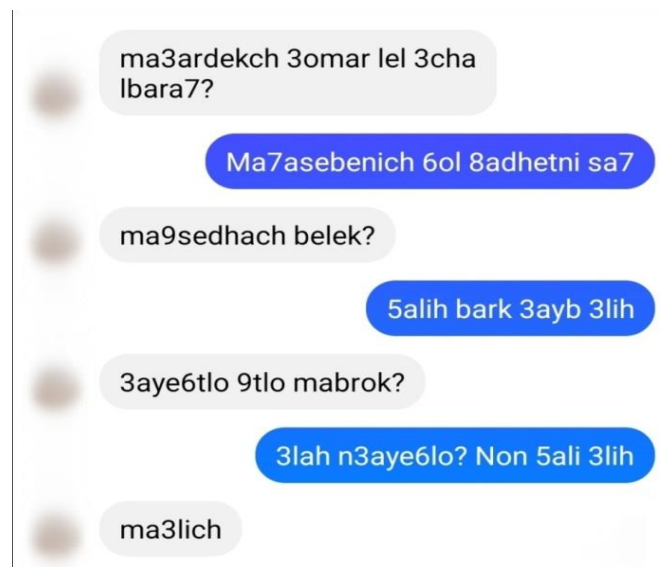 ma3ardekch 3omar lel 3cha
lbara7?
Ma7asebenich 6ol 8adhetni sa7
ma9sedhach belek?
5alih bark 3ayb 3lih
3aye6tlo 9tlo mabrok?
3lah n3aye6lo? Non 5ali 3lih
ma3lich